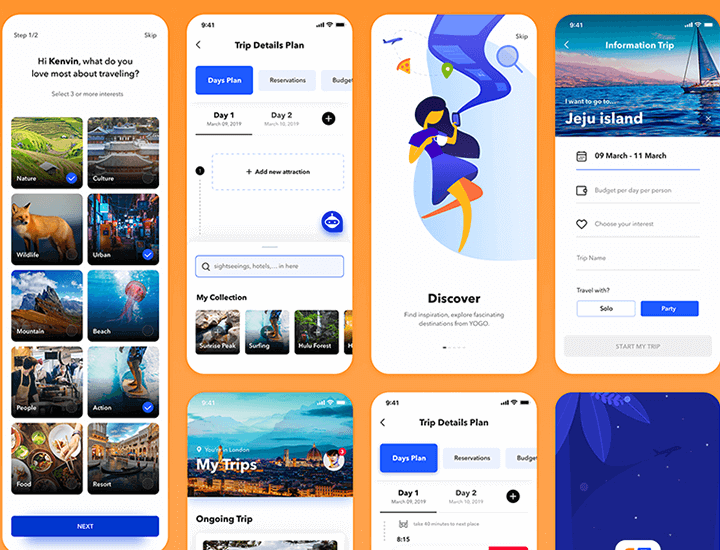 Step 1/2
Skip
Hi Kenvin, what do you
love most about traveling?
Select 3 or more interests
Nature
Culture
Wildlife
Urban
Mountain
Beach
People
Action
Food
Resort
NEXT
9:41
Trip Details Plan
Days Plan
Reservations
Budge
Day 1
March 09, 2019
Day 2
March 10, 2019
1
+ Add new attraction
sightseeings, hotels,... in here
My Collection
Sunrise Peak
Surfing
Hulu Forest
H
9:41
You're in London
My Trips
3
Ongoing Trip
Skip
Discover
Find inspiration, explore fascinating
destinations from YOGO.
9:41
Trip Details Plan
Days Plan
Reservations
Budget
Day 1
March 09, 2019
Day 2
March 10, 2019
take 40 minutes to next place
8:15
9:41
Information Trip
I want to go to...
Jeju island
09 March - 11 March
Budget per day per person
Choose your interest
Trip Name
Travel with?
Solo
Party
START MY TRIP